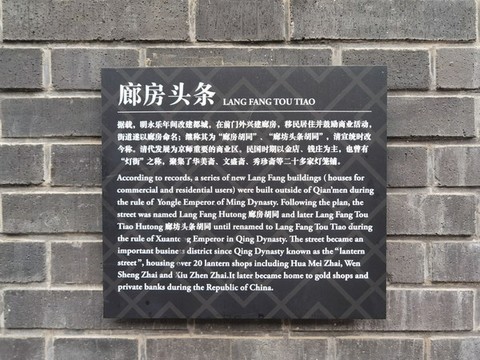 廊房头条 LANG FANG TOU TIAO
据载，明永乐年间改建都城，在前门外兴建廊房，移民居住并鼓励商业活动，
街道遂以廊房命名；继称其为“廊房胡同”、“廊坊头条胡同”，清宣统时改
今称。清代发展为京师重要的商业区，民国时期以金店、钱庄为主，也曾有
“灯街”之称，聚集了华美斋、文盛斋、秀珍斋等二十多家灯笼铺。
According to records, a series of new Lang Fang buildings ( houses for
commercial and residential users) were built outside of Qian'men during
the rule of Yongle Emperor of Ming Dynasty. Following the plan, the
street was named Lang Fang Hutong 廊房胡同 and later Lang Fang Tou
Tiao Hutong 廊坊头条胡同 until renamed to Lang Fang Tou Tiao during
the rule of Xuantong Emperor in Qing Dynasty. The street became an
important business district since Qing Dynasty known as the “lantern
street”, housing over 20 lantern shops including Hua Mei Zhai, Wen
Sheng Zhai and Xiu Zhen Zhai.It later became home to gold shops and
private banks during the Republic of China.